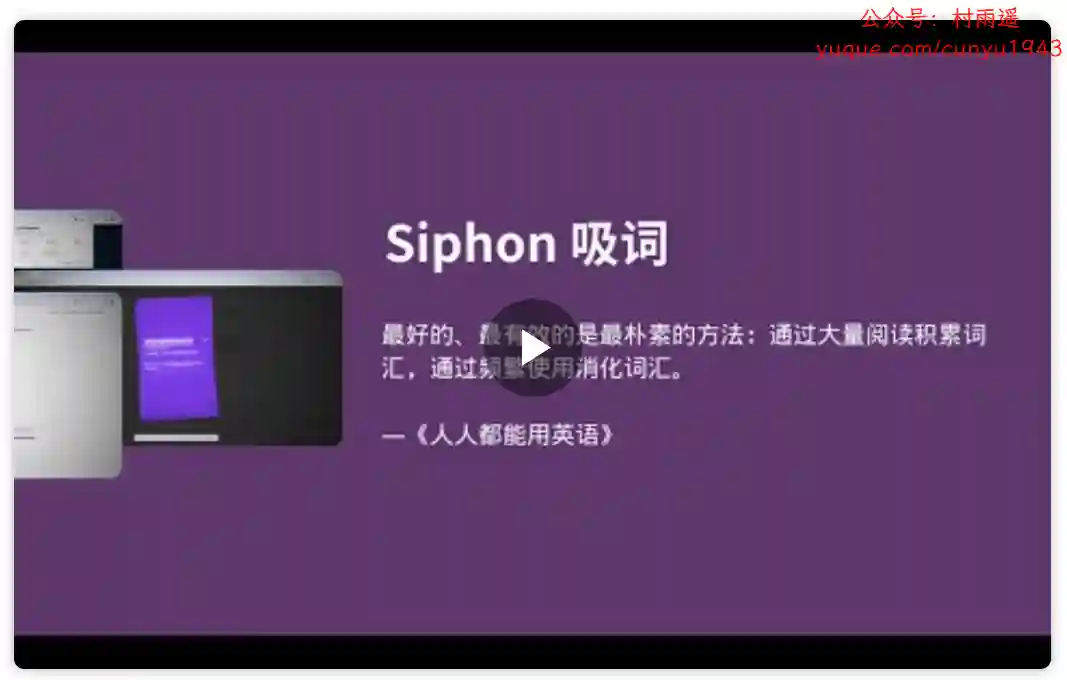 公众号：村雨遥
yuque.com/cunyu1943
Siphon 吸词
最好的、最有效的是最朴素的方法：通过大量阅读积累词
汇，通过频繁使用消化词汇。
—《人人都能用英语》